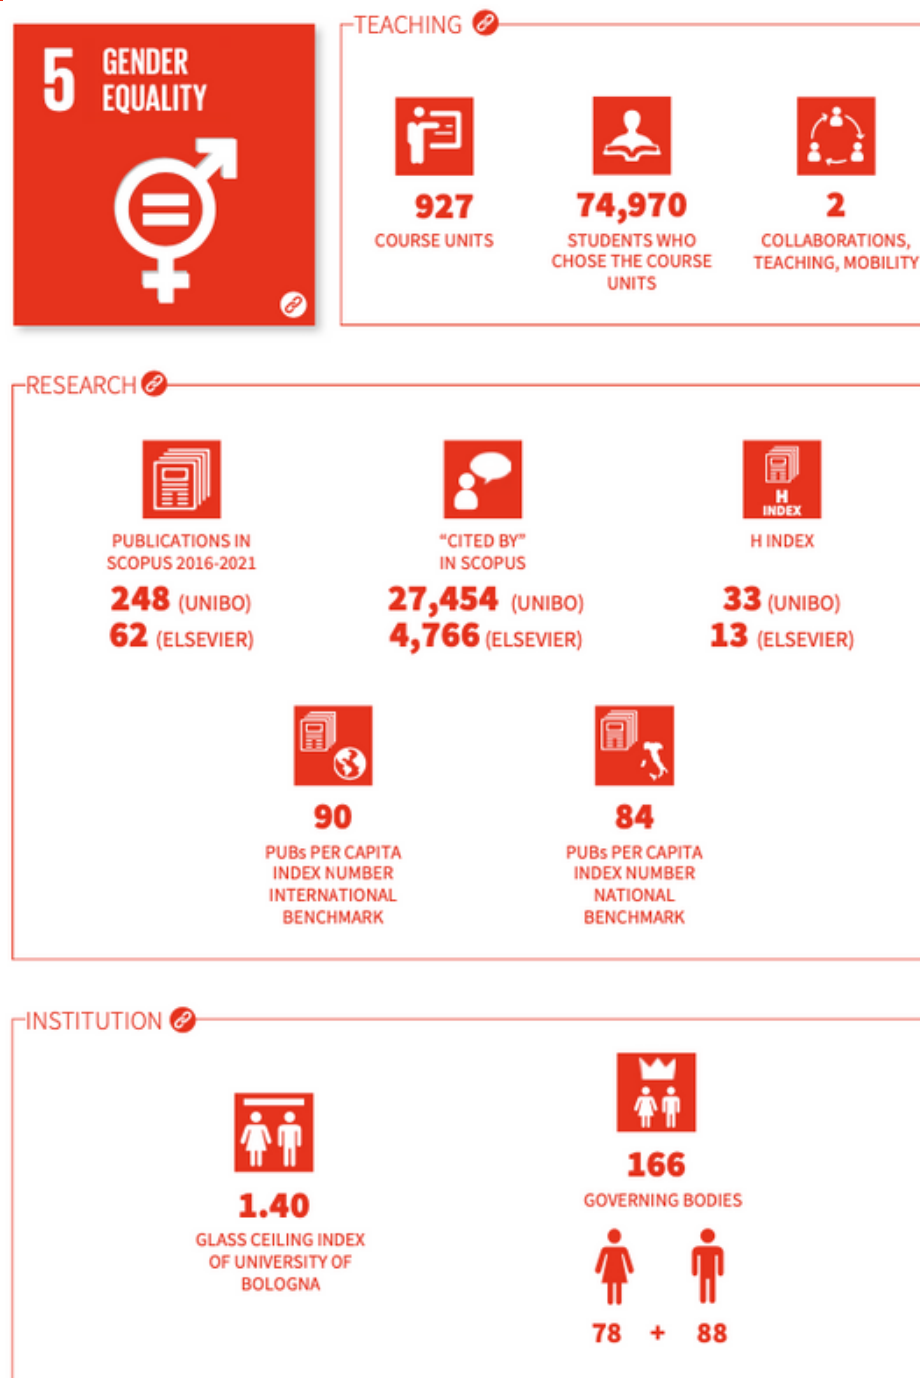 5 GENDER
EQUALITY
TEACHING
927
COURSE UNITS
74,970
STUDENTS WHO
CHOSE THE COURSE
UNITS
2
COLLABORATIONS,
TEACHING, MOBILITY
RESEARCH
PUBLICATIONS IN
SCOPUS 2016-2021
248 (UNIBO)
62 (ELSEVIER)
“CITED BY”
IN SCOPUS
27,454 (UNIBO)
4,766 (ELSEVIER)
H
INDEX
H INDEX
33 (UNIBO)
13 (ELSEVIER)
90
PUBs PER CAPITA
INDEX NUMBER
INTERNATIONAL
BENCHMARK
84
PUBs PER CAPITA
INDEX NUMBER
NATIONAL
BENCHMARK
INSTITUTION
1.40
GLASS CEILING INDEX
OF UNIVERSITY OF
BOLOGNA
166
GOVERNING BODIES
78 + 88